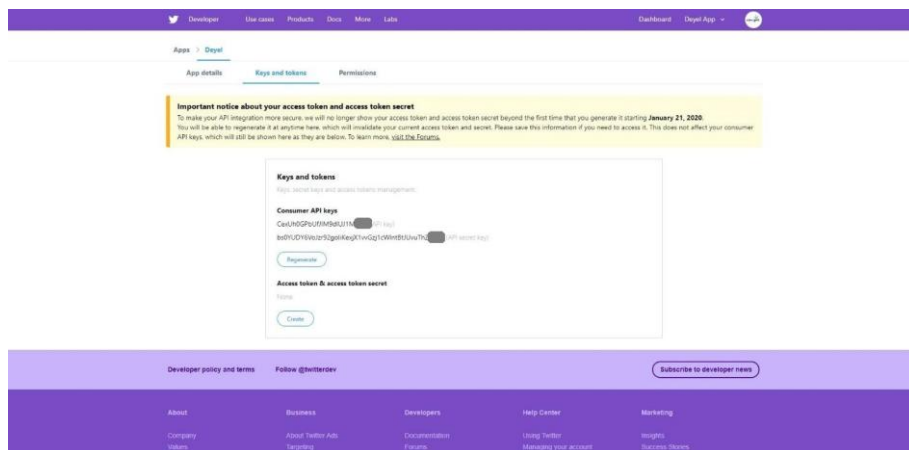 Developer Use cases Products Docs More Labs Dashboard Deyel App
Apps > Deyel
App details Keys and tokens Permissions
Important notice about your access token and access token secret
To make your API integration more secure, we will no longer show your access token and access token secret beyond the first time that you generate it starting January 21, 2020.
You will be able to regenerate it at anytime here, which will invalidate your current access token and secret. Please save this information if you need to access it. This does not affect your consumer
API keys, which will still be shown here as they are below. To learn more, visit the Forums.
Keys and tokens
Keys, secret keys and access tokens management.
Consumer API keys
(API key)
(API secret key)
Regenerate
Access token & access token secret
None
Create
Developer policy and terms Follow @twitterdev Subscribe to developer news
About Business Developers Help Center Marketing
Company About Twitter Ads Documentation Using Twitter Insights
Values Targeting Forums Managing your account Success Stories